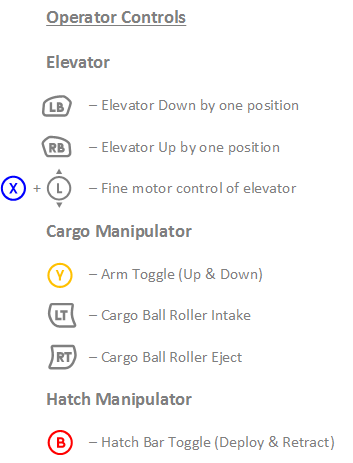 Operator Controls
Elevator
LB – Elevator Down by one position
RB – Elevator Up by one position
X + L – Fine motor control of elevator
Cargo Manipulator
Y – Arm Toggle (Up & Down)
LT – Cargo Ball Roller Intake
RT – Cargo Ball Roller Eject
Hatch Manipulator
B – Hatch Bar Toggle (Deploy & Retract)